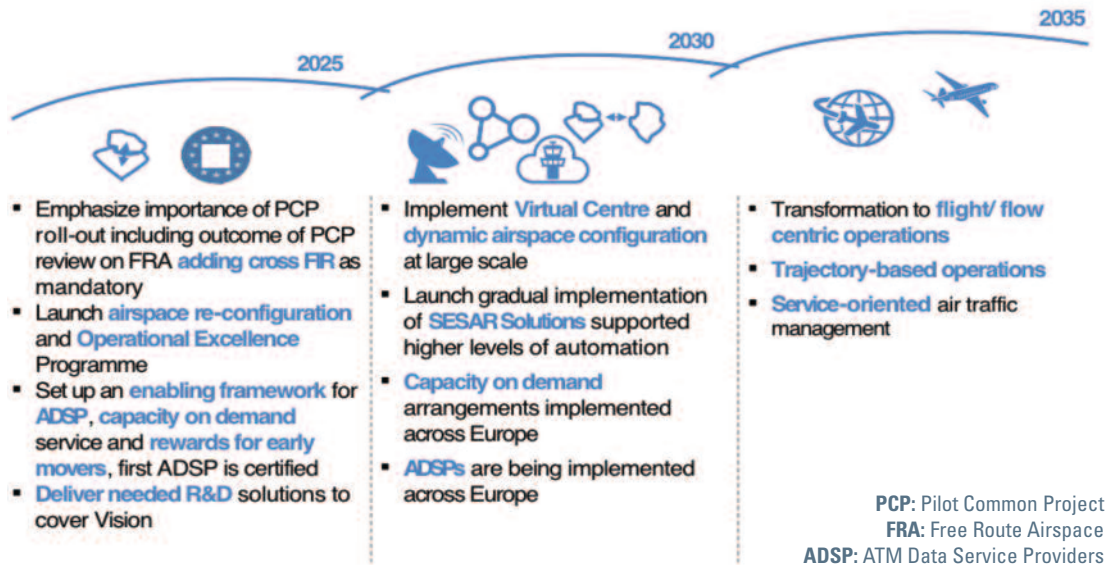 2025
▪ Emphasize importance of PCP
roll-out including outcome of PCP
review on FRA adding cross FIR as
mandatory
▪ Launch airspace re-configuration
and Operational Excellence
Programme
▪ Set up an enabling framework for
ADSP, capacity on demand
service and rewards for early
movers, first ADSP is certified
▪ Deliver needed R&D solutions to
cover Vision
2030
▪ Implement Virtual Centre and
dynamic airspace configuration
at large scale
▪ Launch gradual implementation
of SESAR Solutions supported
higher levels of automation
▪ Capacity on demand
arrangements implemented
across Europe
▪ ADSPs are being implemented
across Europe
2035
▪ Transformation to flight/ flow
centric operations
▪ Trajectory-based operations
▪ Service-oriented air traffic
management
PCP: Pilot Common Project
FRA: Free Route Airspace
ADSP: ATM Data Service Providers